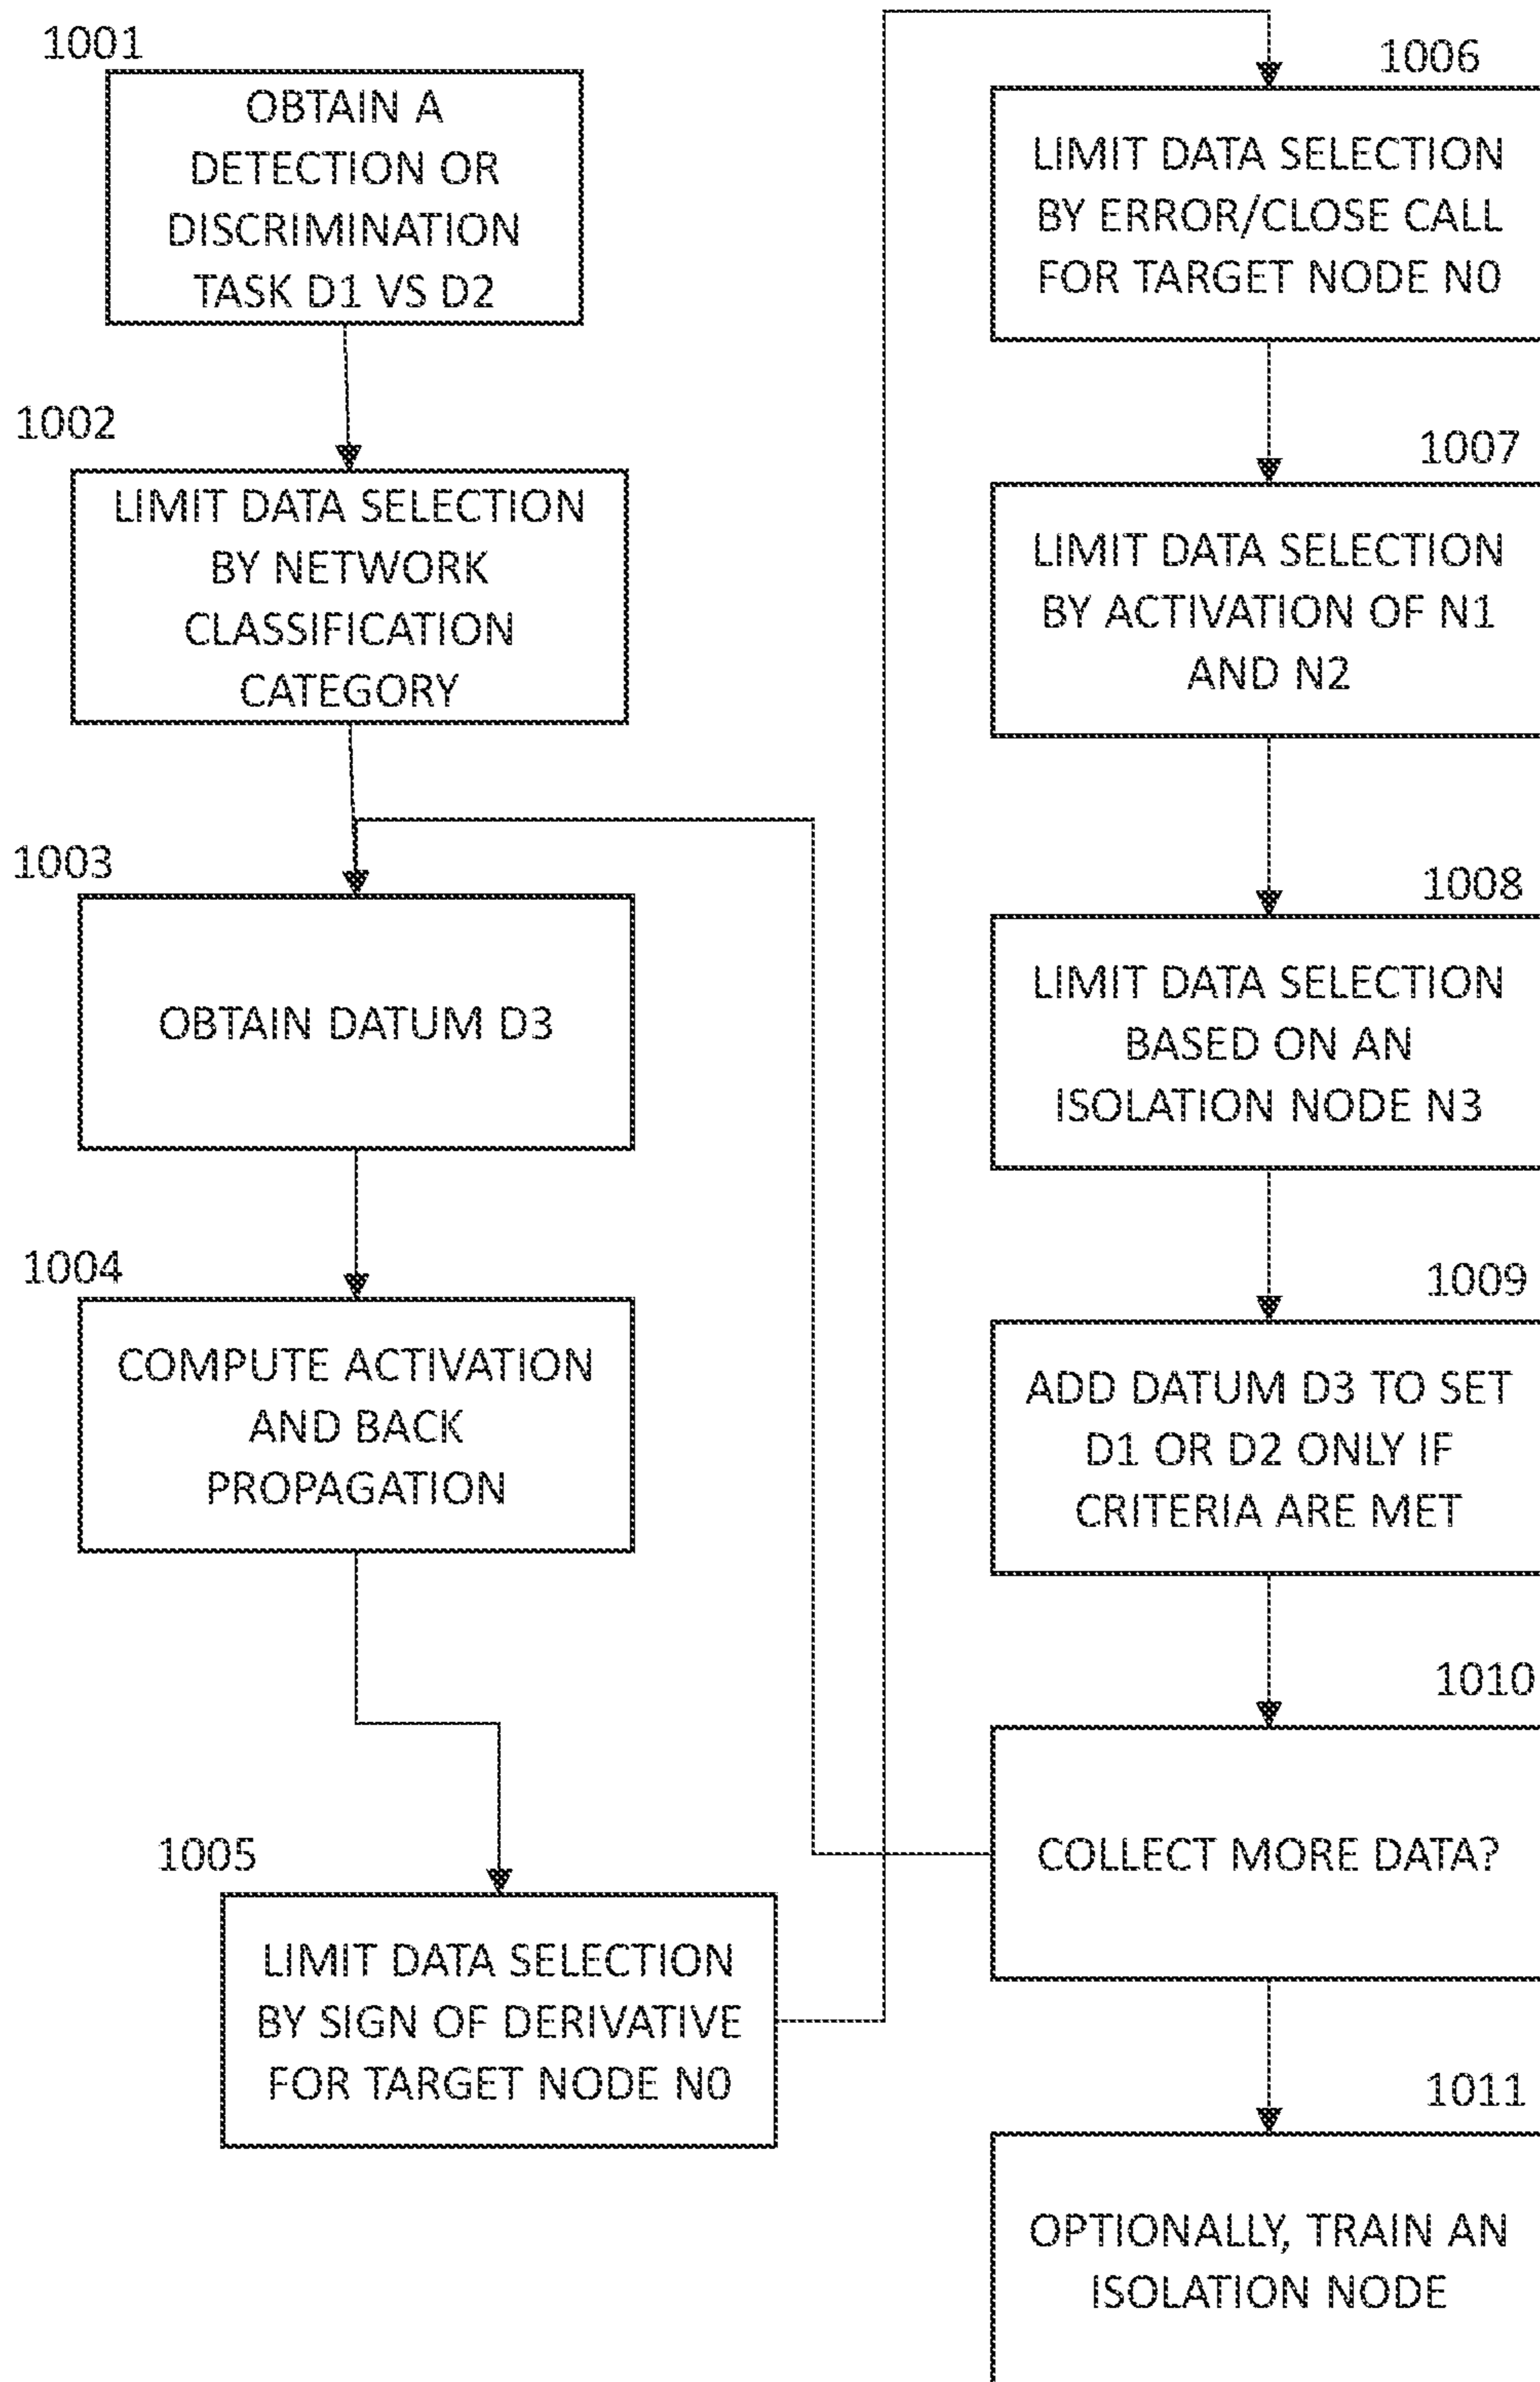 1001
OBTAIN A
DETECTION OR
DISCRIMINATION
TASK D1 VS D2
1002
LIMIT DATA SELECTION
BY NETWORK
CLASSIFICATION
CATEGORY
1003
OBTAIN DATUM D3
1004
COMPUTE ACTIVATION
AND BACK
PROPAGATION
1005
LIMIT DATA SELECTION
BY SIGN OF DERIVATIVE
FOR TARGET NODE N0
1006
LIMIT DATA SELECTION
BY ERROR/CLOSE CALL
FOR TARGET NODE N0
1007
LIMIT DATA SELECTION
BY ACTIVATION OF N1
AND N2
1008
LIMIT DATA SELECTION
BASED ON AN
ISOLATION NODE N3
1009
ADD DATUM D3 TO SET
D1 OR D2 ONLY IF
CRITERIA ARE MET
1010
COLLECT MORE DATA?
1011
OPTIONALLY, TRAIN AN
ISOLATION NODE